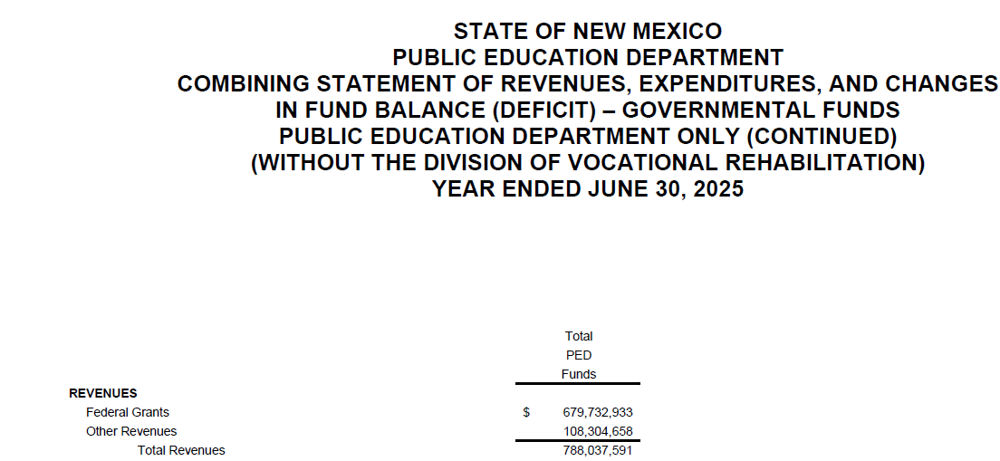 STATE OF NEW MEXICO
PUBLIC EDUCATION DEPARTMENT
COMBINING STATEMENT OF REVENUES, EXPENDITURES, AND CHANGES
IN FUND BALANCE (DEFICIT) – GOVERNMENTAL FUNDS
PUBLIC EDUCATION DEPARTMENT ONLY (CONTINUED)
(WITHOUT THE DIVISION OF VOCATIONAL REHABILITATION)
YEAR ENDED JUNE 30, 2025
Total
PED
Funds
REVENUES
Federal Grants $ 679,732,933
Other Revenues 108,304,658
Total Revenues 788,037,591